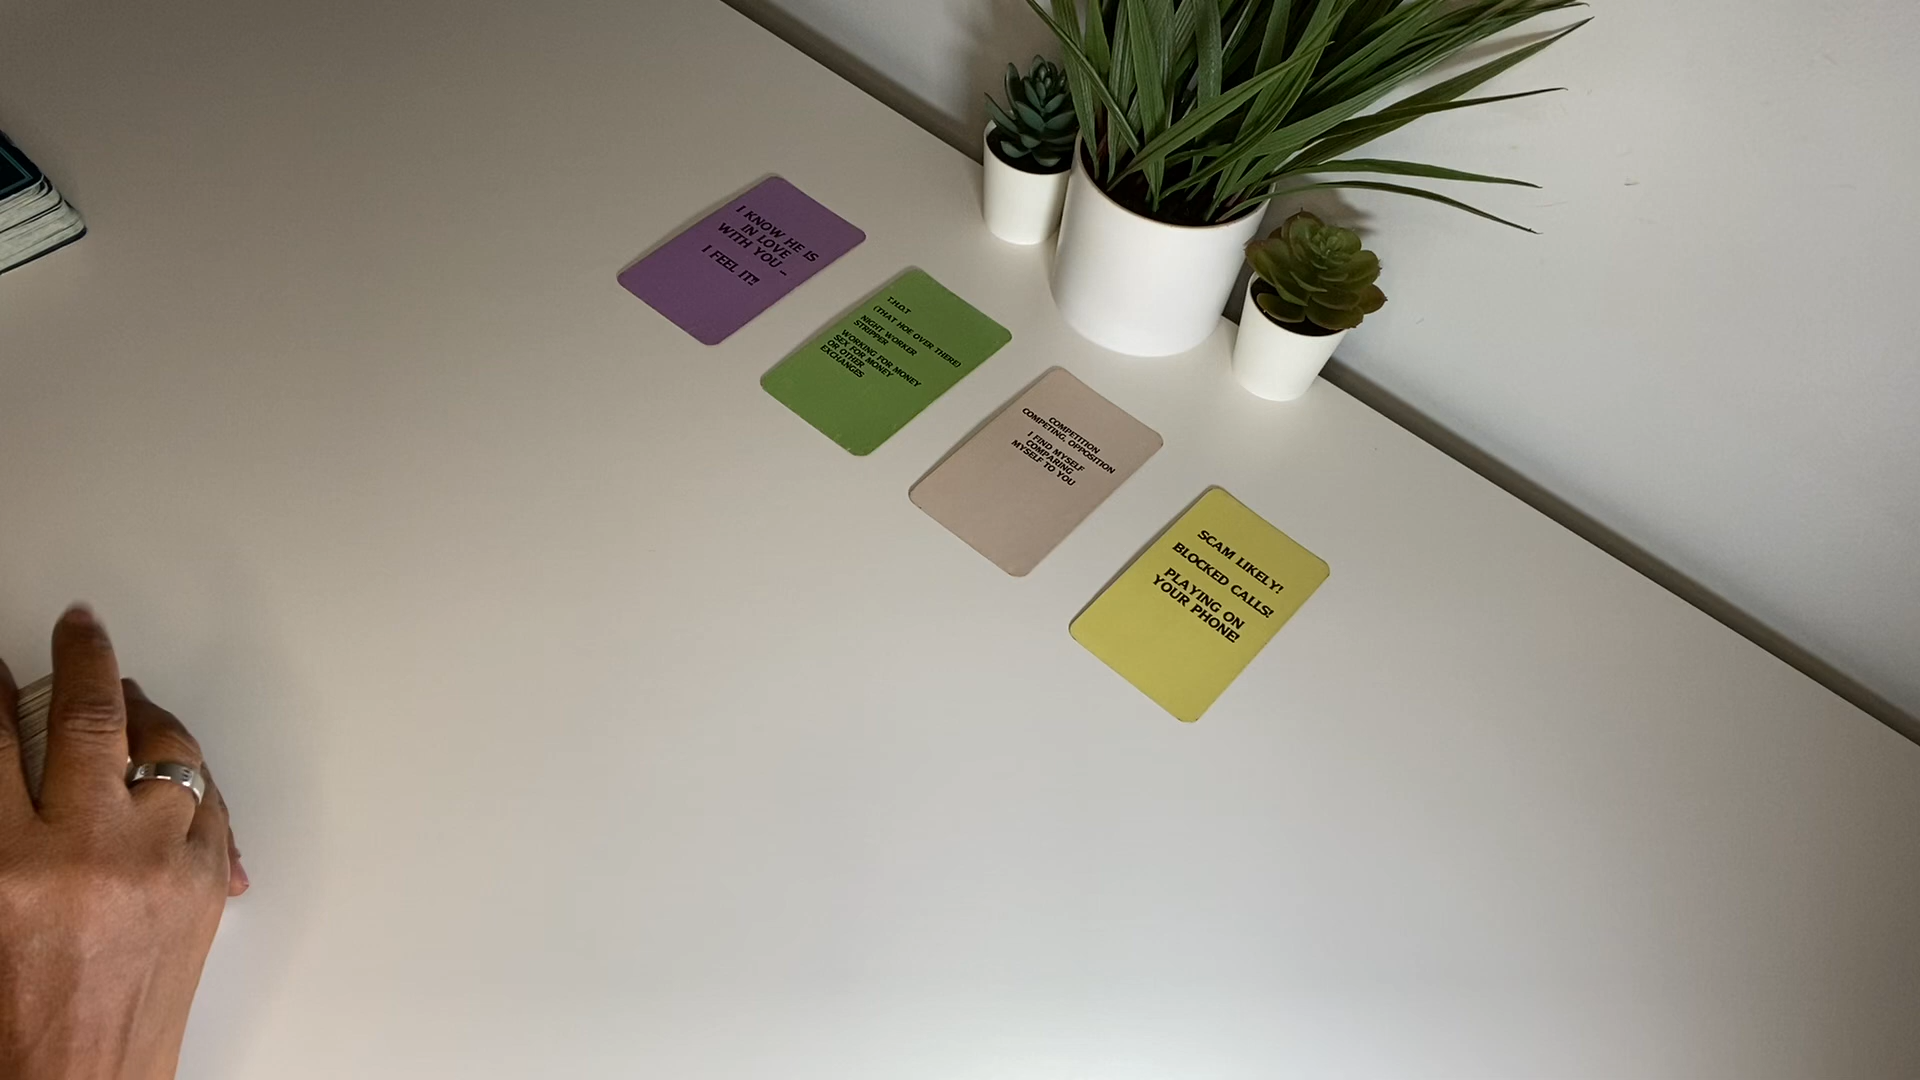 I KNOW HE IS
IN LOVE
WITH YOU -
I FEEL IT!!
T.H.O.T
(THAT HOE OVER THERE)
NIGHT WORKER
STRIPPER
WORKING FOR MONEY
SEX FOR MONEY
OR OTHER
EXCHANGES
COMPETITION
COMPETING, OPPOSITION
I FIND MYSELF
COMPARING
MYSELF TO YOU
SCAM LIKELY!
BLOCKED CALLS!
PLAYING ON
YOUR PHONE!